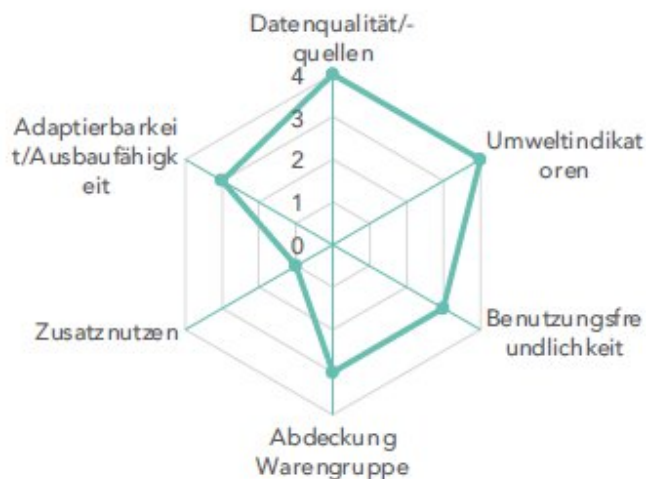 Datenqualität/-
quellen
4
3
2
1
0
Umweltindikat
oren
Benutzungsfre
undlichkeit
Abdeckung
Warengruppe
Zusatznutzen
Adaptierbarkei
t/Ausbaufähigk
eit